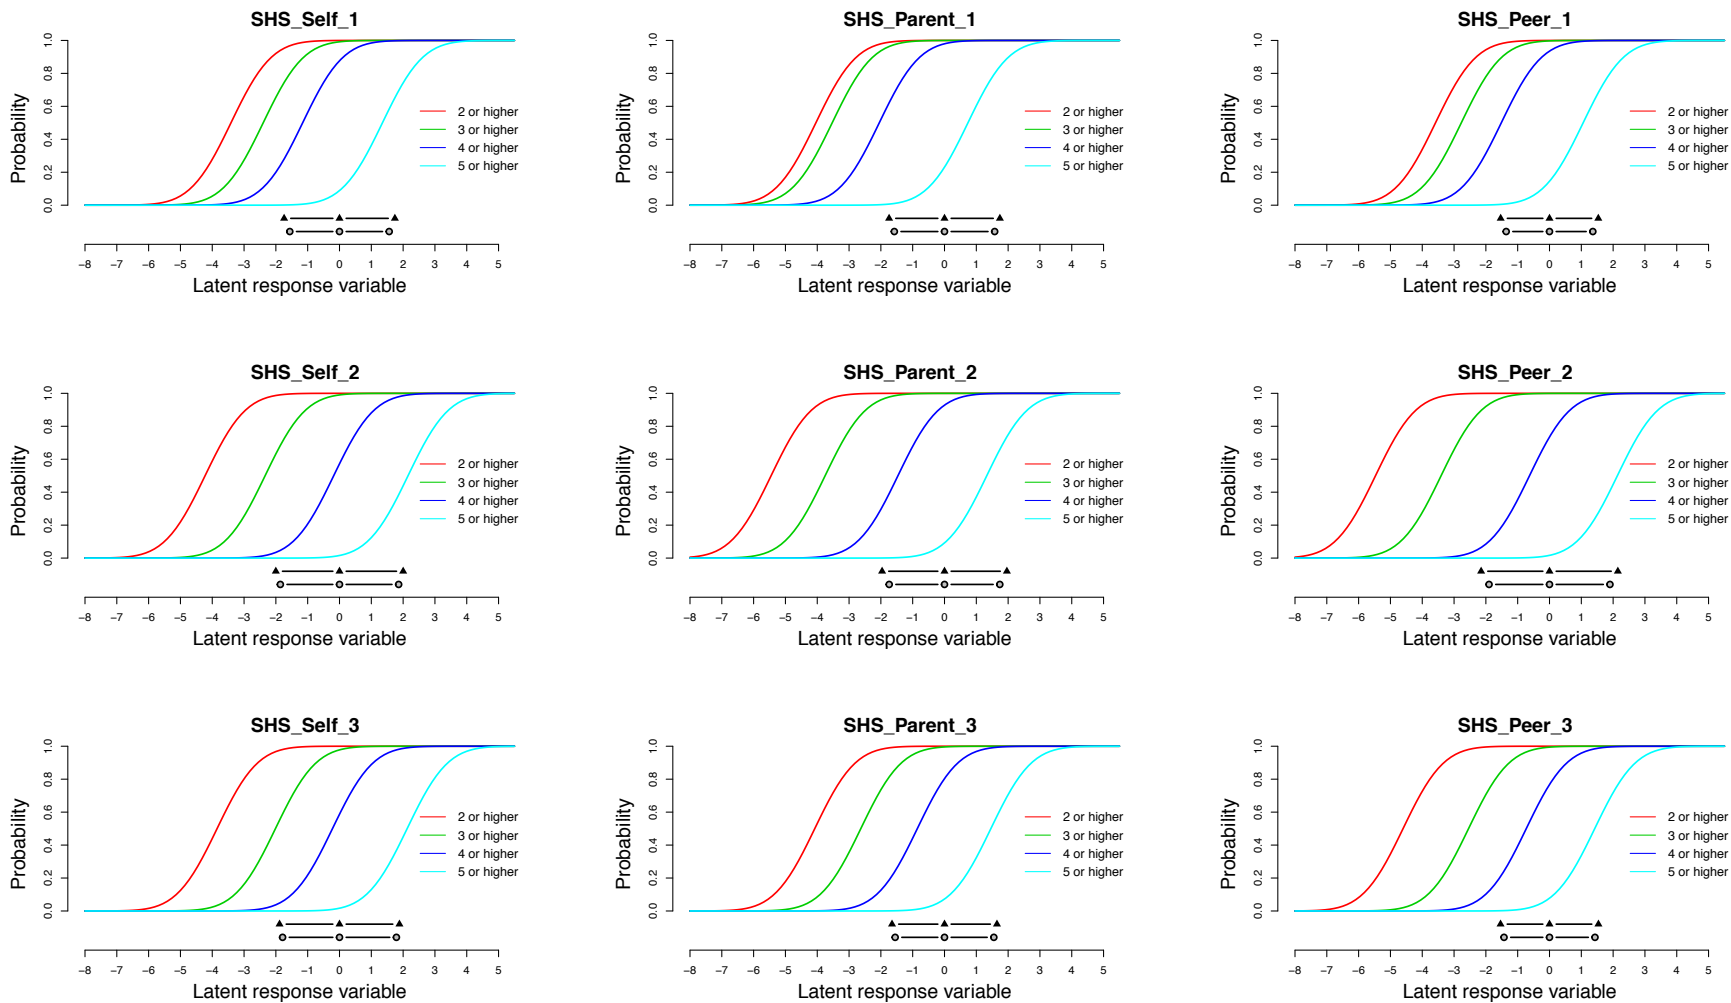 SHS_Self_1
Probability
0.0 0.2 0.4 0.6 0.8 1.0
2 or higher
3 or higher
4 or higher
5 or higher
−8 −7 −6 −5 −4 −3 −2 −1 0 1 2 3 4 5
Latent response variable
SHS_Parent_1
Probability
0.0 0.2 0.4 0.6 0.8 1.0
2 or higher
3 or higher
4 or higher
5 or higher
−8 −7 −6 −5 −4 −3 −2 −1 0 1 2 3 4 5
Latent response variable
SHS_Peer_1
Probability
0.0 0.2 0.4 0.6 0.8 1.0
2 or higher
3 or higher
4 or higher
5 or higher
−8 −7 −6 −5 −4 −3 −2 −1 0 1 2 3 4 5
Latent response variable
SHS_Self_2
Probability
0.0 0.2 0.4 0.6 0.8 1.0
2 or higher
3 or higher
4 or higher
5 or higher
−8 −7 −6 −5 −4 −3 −2 −1 0 1 2 3 4 5
Latent response variable
SHS_Parent_2
Probability
0.0 0.2 0.4 0.6 0.8 1.0
2 or higher
3 or higher
4 or higher
5 or higher
−8 −7 −6 −5 −4 −3 −2 −1 0 1 2 3 4 5
Latent response variable
SHS_Peer_2
Probability
0.0 0.2 0.4 0.6 0.8 1.0
2 or higher
3 or higher
4 or higher
5 or higher
−8 −7 −6 −5 −4 −3 −2 −1 0 1 2 3 4 5
Latent response variable
SHS_Self_3
Probability
0.0 0.2 0.4 0.6 0.8 1.0
2 or higher
3 or higher
4 or higher
5 or higher
−8 −7 −6 −5 −4 −3 −2 −1 0 1 2 3 4 5
Latent response variable
SHS_Parent_3
Probability
0.0 0.2 0.4 0.6 0.8 1.0
2 or higher
3 or higher
4 or higher
5 or higher
−8 −7 −6 −5 −4 −3 −2 −1 0 1 2 3 4 5
Latent response variable
SHS_Peer_3
Probability
0.0 0.2 0.4 0.6 0.8 1.0
2 or higher
3 or higher
4 or higher
5 or higher
−8 −7 −6 −5 −4 −3 −2 −1 0 1 2 3 4 5
Latent response variable